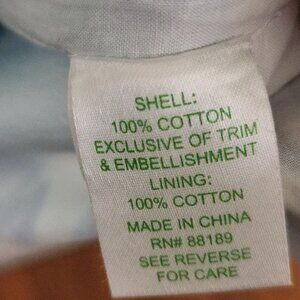 SHELL:
100% COTTON
EXCLUSIVE OF TRIM
& EMBELLISHMENT
LINING:
100% COTTON
MADE IN CHINA
RN# 88189
SEE REVERSE
FOR CARE